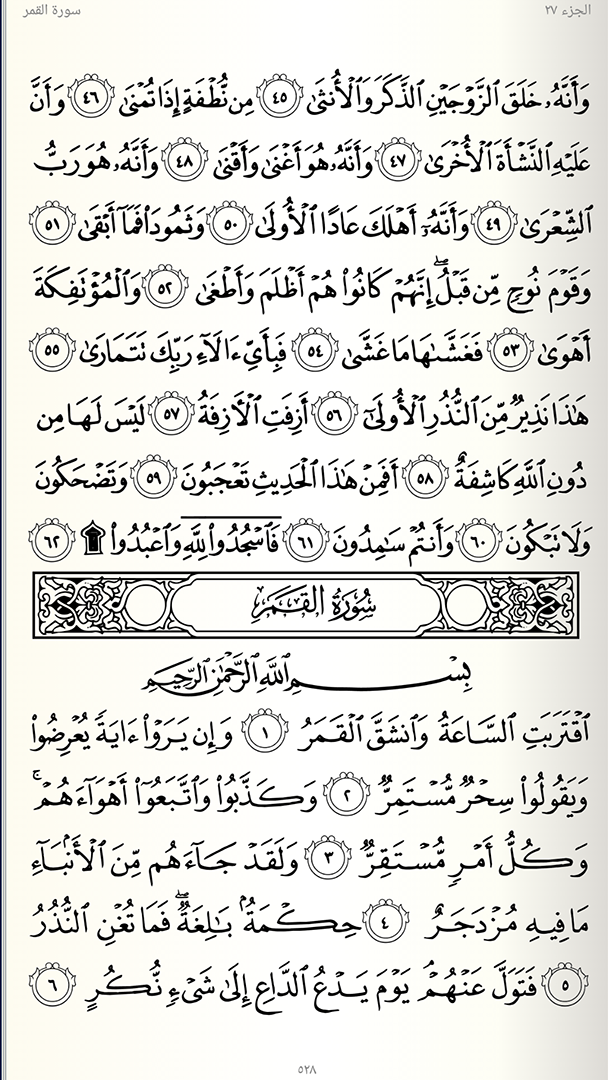 الجزء ٢٧
سورة القمر
وَأَنَّهُۥ خَلَقَ ٱلزَّوۡجَيۡنِ ٱلذَّكَرَ وَٱلۡأُنثَىٰ ٤٥ مِن نُّطۡفَةٍ إِذَا تُمۡنَىٰ ٤٦ وَأَنَّ
عَلَيۡهِ ٱلنَّشۡأَةَ ٱلۡأُخۡرَىٰ ٤٧ وَأَنَّهُۥ هُوَ أَغۡنَىٰ وَأَقۡنَىٰ ٤٨ وَأَنَّهُۥ هُوَ رَبُّ
ٱلشِّعۡرَىٰ ٤٩ وَأَنَّهُۥٓ أَهۡلَكَ عَادًا ٱلۡأُولَىٰ ٥٠ وَثَمُودَاْ فَمَآ أَبۡقَىٰ ٥١
وَقَوۡمَ نُوحٖ مِّن قَبۡلُۖ إِنَّهُمۡ كَانُواْ هُمۡ أَظۡلَمَ وَأَطۡغَىٰ ٥٢ وَٱلۡمُؤۡتَفِكَةَ
أَهۡوَىٰ ٥٣ فَغَشَّىٰهَا مَا غَشَّىٰ ٥٤ فَبِأَيِّ ءَالَآءِ رَبِّكَ تَتَمَارَىٰ ٥٥
هَٰذَا نَذِيرٞ مِّنَ ٱلنُّذُرِ ٱلۡأُولَىٰٓ ٥٦ أَزِفَتِ ٱلۡأٓزِفَةُ ٥٧ لَيۡسَ لَهَا مِن
دُونِ ٱللَّهِ كَاشِفَةٌ ٥٨ أَفَمِنۡ هَٰذَا ٱلۡحَدِيثِ تَعۡجَبُونَ ٥٩ وَتَضۡحَكُونَ
وَلَا تَبۡكُونَ ٦٠ وَأَنتُمۡ سَٰمِدُونَ ٦١ فَٱسۡجُدُواْۤ لِلَّهِۤ وَٱعۡبُدُواْ ۩ ٦٢
سُورَةُ القَمَرِ
بِسۡمِ ٱللَّهِ ٱلرَّحۡمَٰنِ ٱلرَّحِيمِ
ٱقۡتَرَبَتِ ٱلسَّاعَةُ وَٱنشَقَّ ٱلۡقَمَرُ ١ وَإِن يَرَوۡاْ ءَايَةٗ يُعۡرِضُواْ
وَيَقُولُواْ سِحۡرٞ مُّسۡتَمِرّٞ ٢ وَكَذَّبُواْ وَٱتَّبَعُوٓاْ أَهۡوَآءَهُمۡۚ
وَكُلُّ أَمۡرٖ مُّسۡتَقِرّٞ ٣ وَلَقَدۡ جَآءَهُم مِّنَ ٱلۡأَنۢبَآءِ
مَا فِيهِ مُزۡدَجَرٌ ٤ حِكۡمَةُۢ بَٰلِغَةٞۖ فَمَا تُغۡنِ ٱلنُّذُرُ
٥ فَتَوَلَّ عَنۡهُمۡۘ يَوۡمَ يَدۡعُ ٱلدَّاعِ إِلَىٰ شَيۡءٖ نُّكُرٍ ٦
٥٢٨